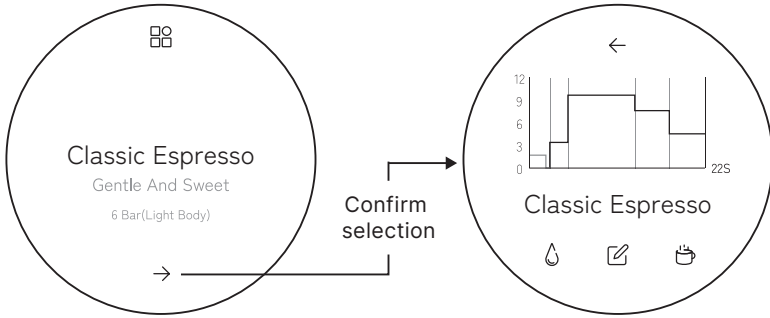 Classic Espresso
Gentle And Sweet
6 Bar(Light Body)
Confirm
selection
12
9
6
3
0
22S
Classic Espresso